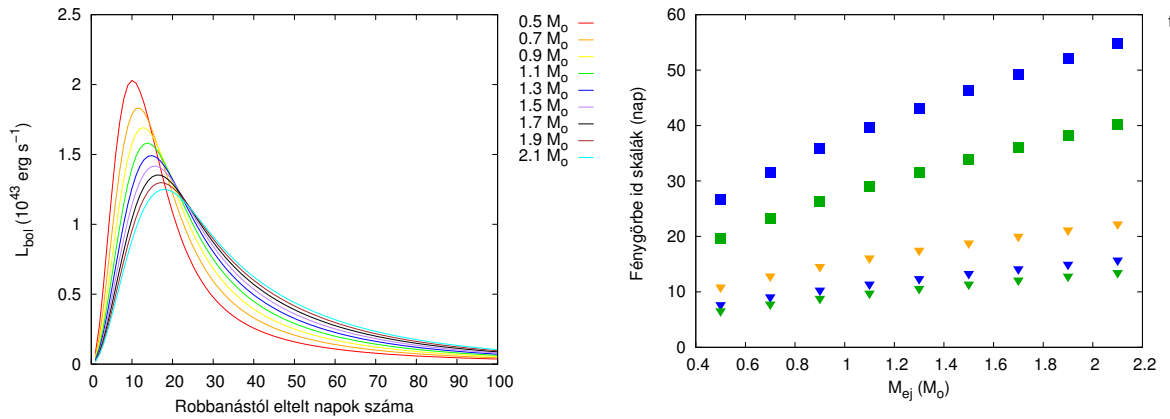 2.5
2
1.5
1
0.5
0
L_bol (10^43 erg s^−1)
0 10 20 30 40 50 60 70 80 90 100
Robbanástól eltelt napok száma
0.5 M_o
0.7 M_o
0.9 M_o
1.1 M_o
1.3 M_o
1.5 M_o
1.7 M_o
1.9 M_o
2.1 M_o
60
50
40
30
20
10
0
Fénygörbe id skálák (nap)
0.4 0.6 0.8 1 1.2 1.4 1.6 1.8 2 2.2
M_ej (M_o)